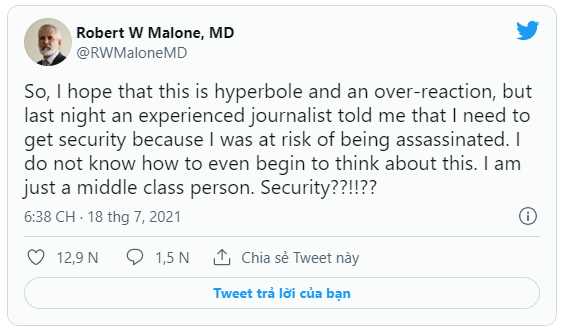 Robert W Malone, MD
@RWMaloneMD
So, I hope that this is hyperbole and an over-reaction, but
last night an experienced journalist told me that I need to
get security because I was at risk of being assassinated. I
do not know how to even begin to think about this. I am
just a middle class person. Security??!!??
6:38 CH · 18 thg 7, 2021
12,9 N 1,5 N Chia sẻ Tweet này
Tweet trả lời của bạn